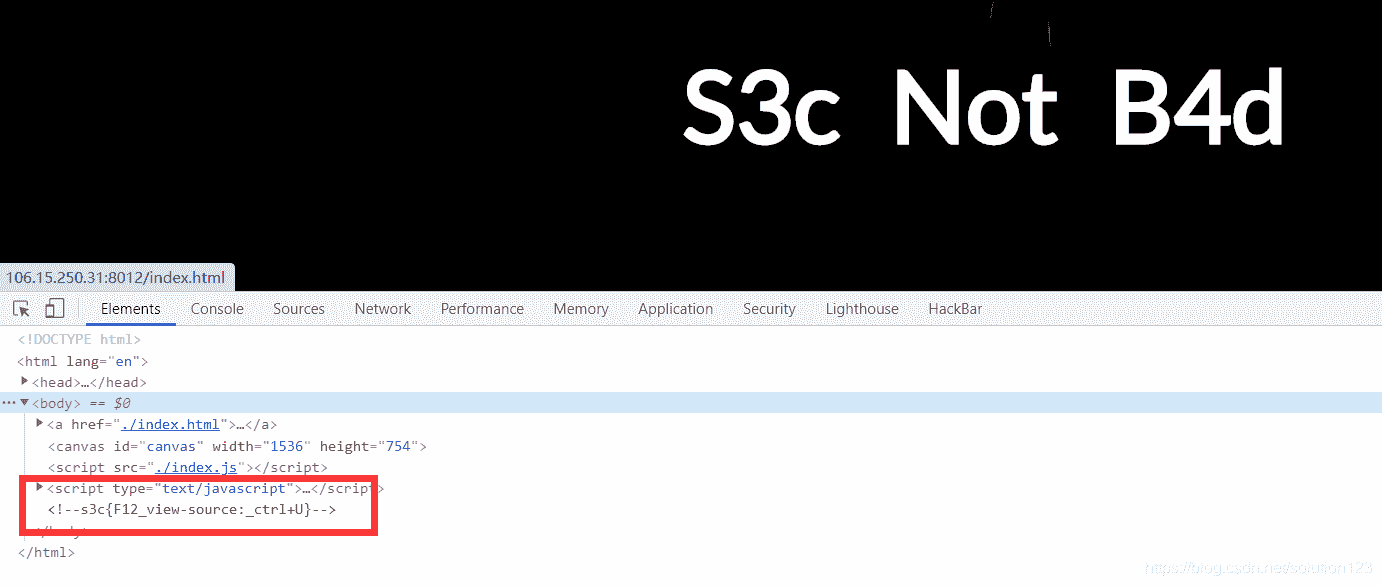 S3c Not B4d
106.15.250.31:8012/index.html
Elements Console Sources Network Performance Memory Application Security Lighthouse HackBar
<!DOCTYPE html>
<html lang="en">
<head>…</head>
<body> == $0
<a href="./index.html">…</a>
<canvas id="canvas" width="1536" height="754">
<script src="./index.js"></script>
<script type="text/javascript">…</script>
<!--s3c{F12_view-source:_ctrl+U}-->
</body>
</html>
https://blog.csdn.net/solution123